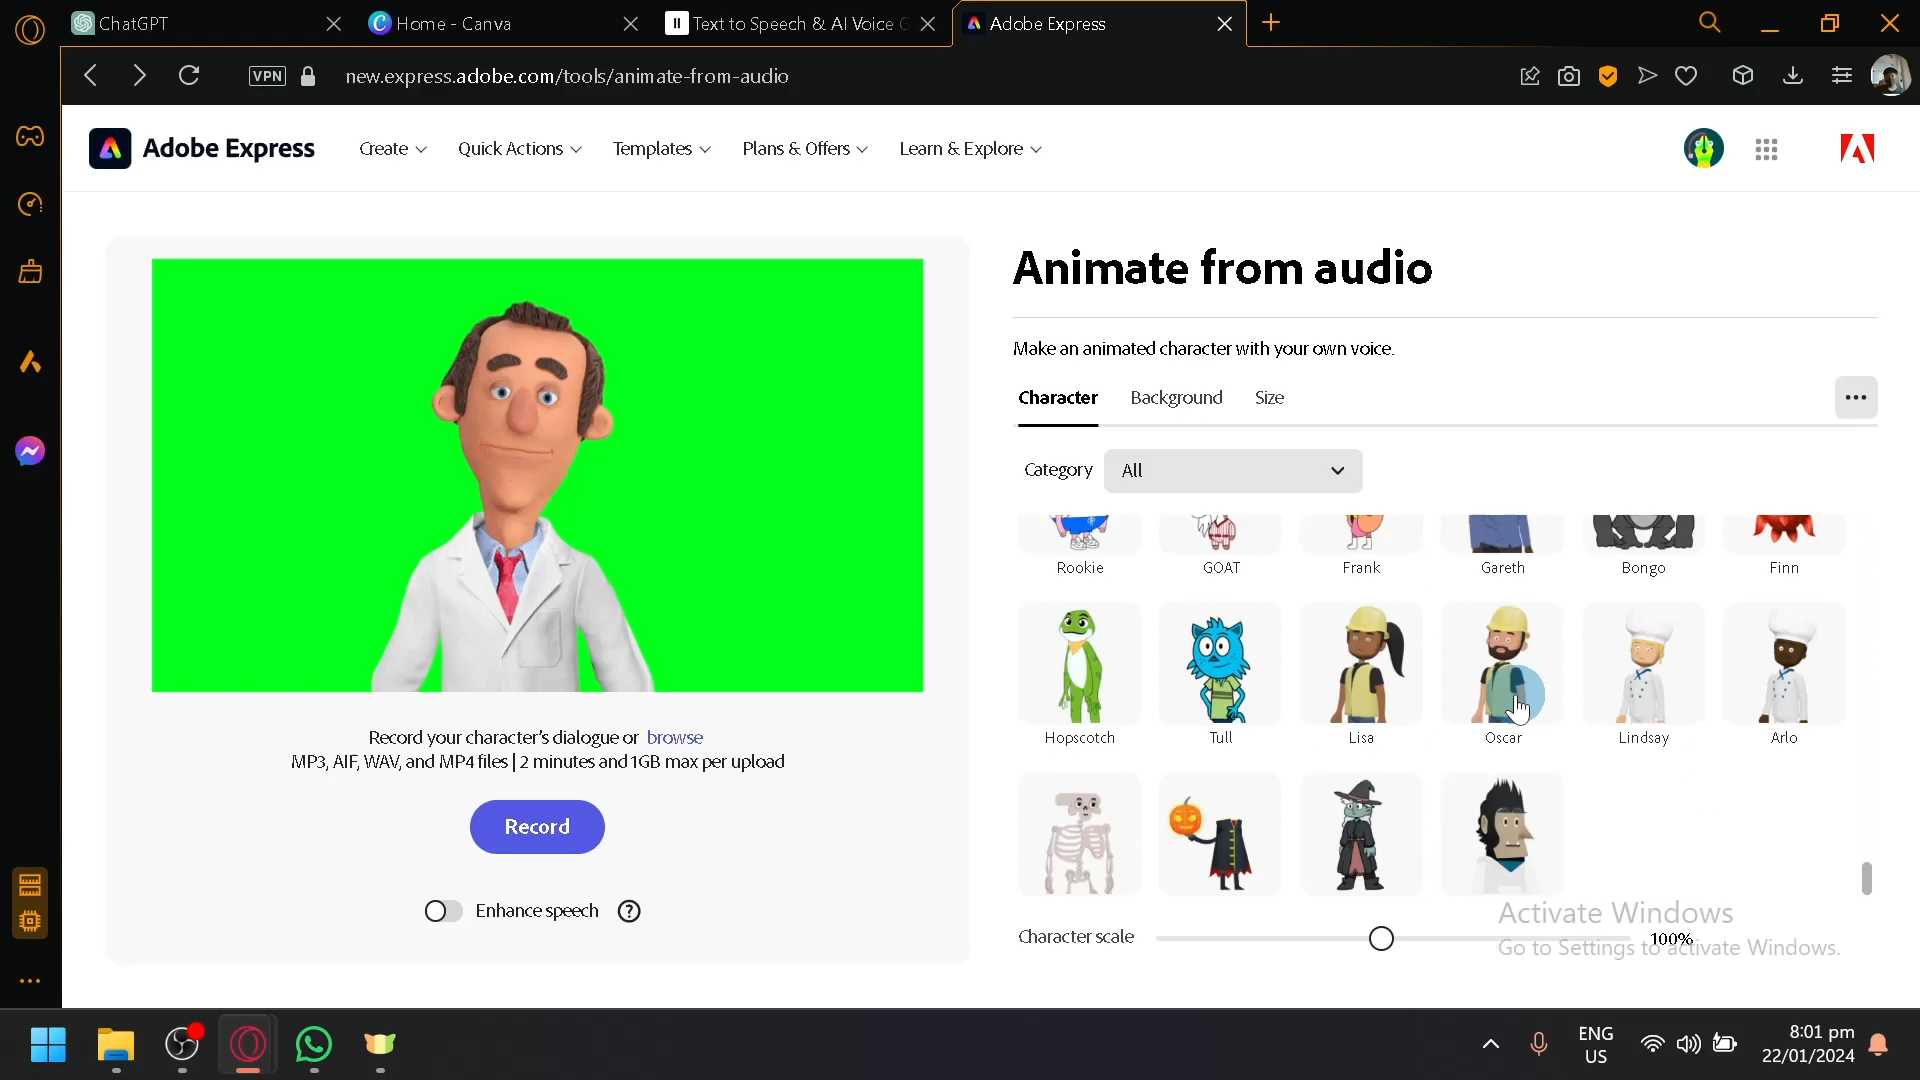 ChatGPT
Home - Canva
Text to Speech & AI Voice G
Adobe Express
VPN
new.express.adobe.com/tools/animate-from-audio
Adobe Express
Create
Quick Actions
Templates
Plans & Offers
Learn & Explore
Animate from audio
Make an animated character with your own voice.
Character
Background
Size
Category
All
Rookie
GOAT
Frank
Gareth
Bongo
Finn
Hopscotch
Tull
Lisa
Oscar
Lindsay
Arlo
Record your character's dialogue or browse
MP3, AIF, WAV, and MP4 files | 2 minutes and 1GB max per upload
Record
Enhance speech
Character scale
100%
Activate Windows
Go to Settings to activate Windows.
ENG
US
8:01 pm
22/01/2024